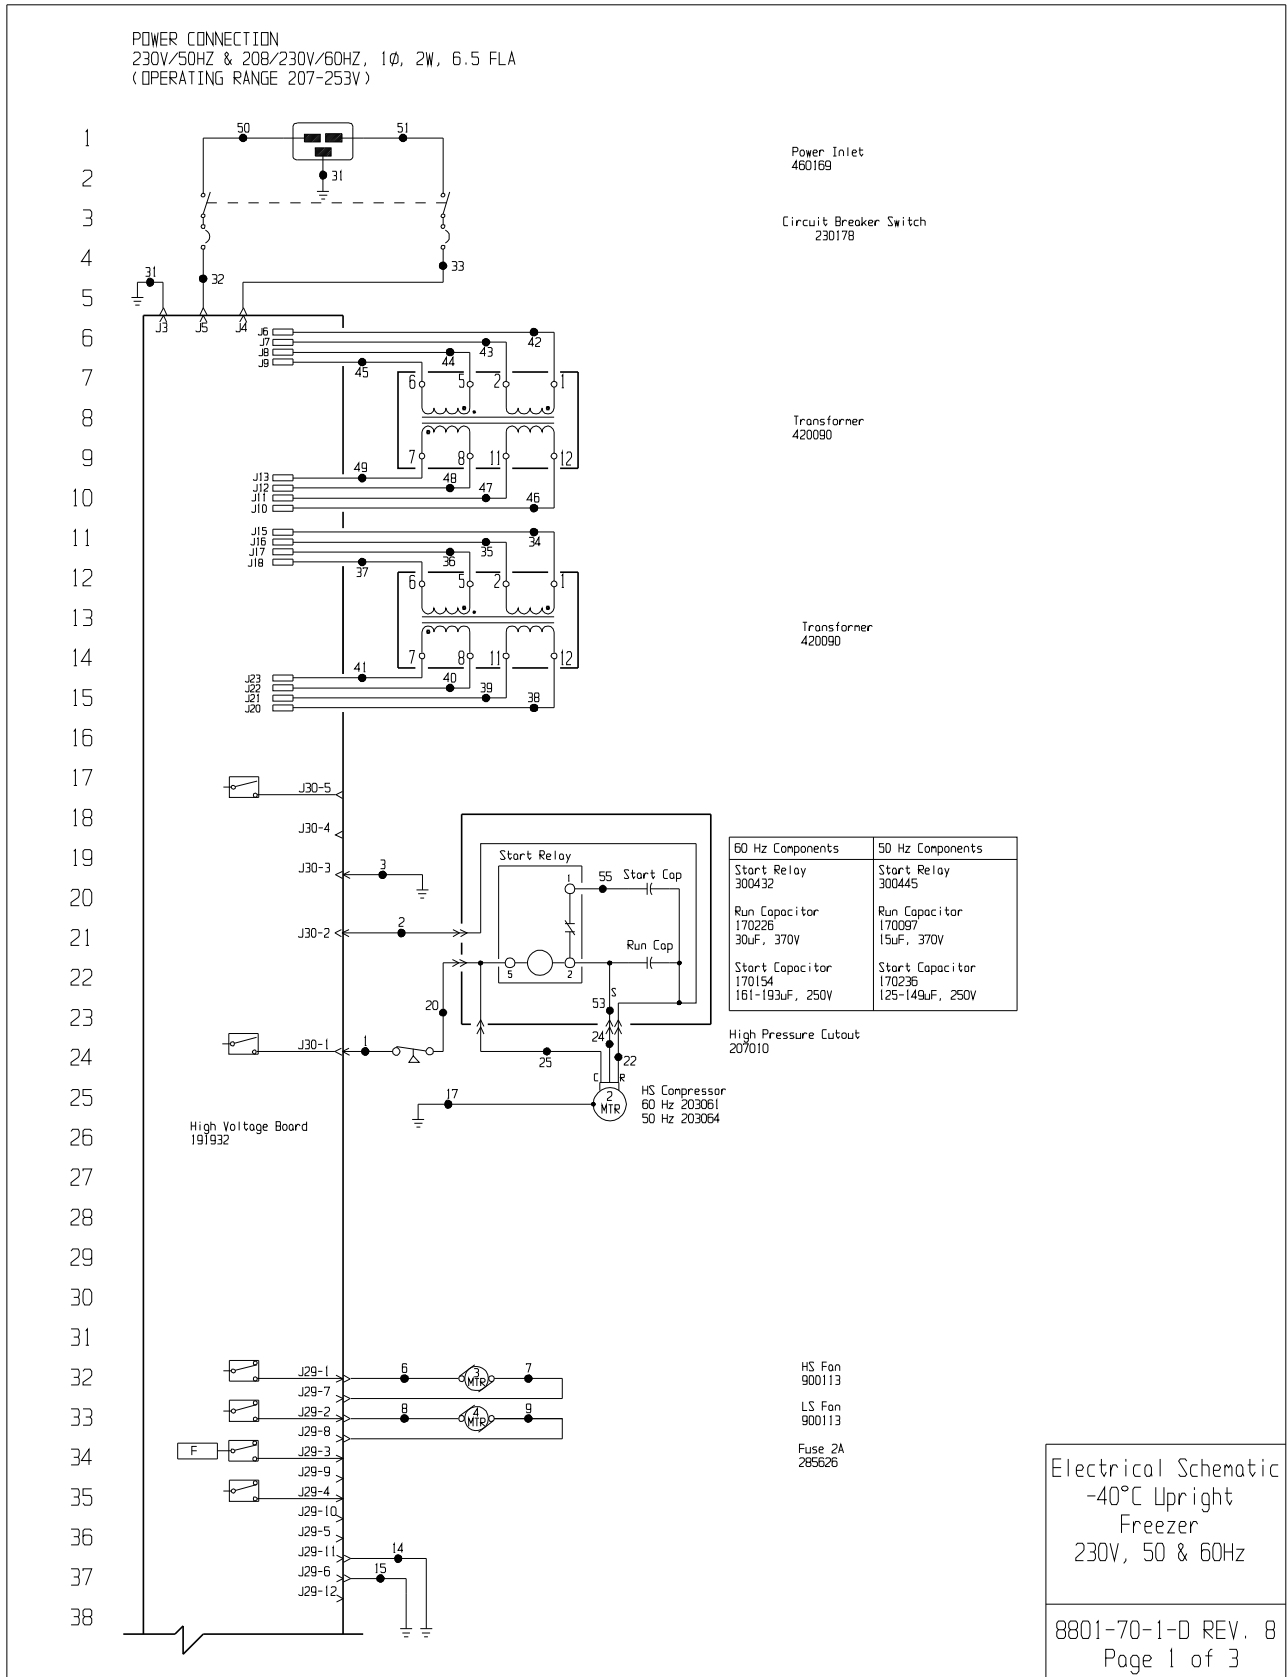 POWER CONNECTION
230V/50HZ & 208/230V/60HZ, 1Ø, 2W, 6.5 FLA
(OPERATING RANGE 207-253V)
1
50
51
Power Inlet
460169
2
31
3
Circuit Breaker Switch
230178
4
31
32
33
5
J3
J5
J4
6
J6
J7
J8
J9
42
43
44
45
7
6
5
2
1
8
Transformer
420090
9
7
8
11
12
J13
J12
J11
J10
49
48
47
46
10
11
J15
J16
J17
J18
34
35
36
37
12
6
5
2
1
13
Transformer
420090
14
7
8
11
12
J23
J22
J21
J20
41
40
39
38
15
16
17
J30-5
18
J30-4
19
J30-3
3
Start Relay
1
55
Start Cap
20
21
J30-2
2
Run Cap
22
5
2
S
20
53
23
24
J30-1
1
24
25
22
C
R
25
17
2
MTR
HS Compressor
60 Hz 203061
50 Hz 203064
60 Hz Components
50 Hz Components
Start Relay
300432
Start Relay
300445
Run Capacitor
170226
30uF, 370V
Run Capacitor
170097
15uF, 370V
Start Capacitor
170154
161-193uF, 250V
Start Capacitor
170236
125-149uF, 250V
High Pressure Cutout
207010
High Voltage Board
191932
26
27
28
29
30
31
32
J29-1
6
3
MTR
7
HS Fan
900113
J29-7
33
J29-2
8
4
MTR
9
LS Fan
900113
J29-8
34
F
J29-3
Fuse 2A
285626
J29-9
35
J29-4
J29-10
36
J29-5
J29-11
14
37
J29-6
15
J29-12
38
Electrical Schematic
-40°C Upright
Freezer
230V, 50 & 60Hz
8801-70-1-D REV. 8
Page 1 of 3